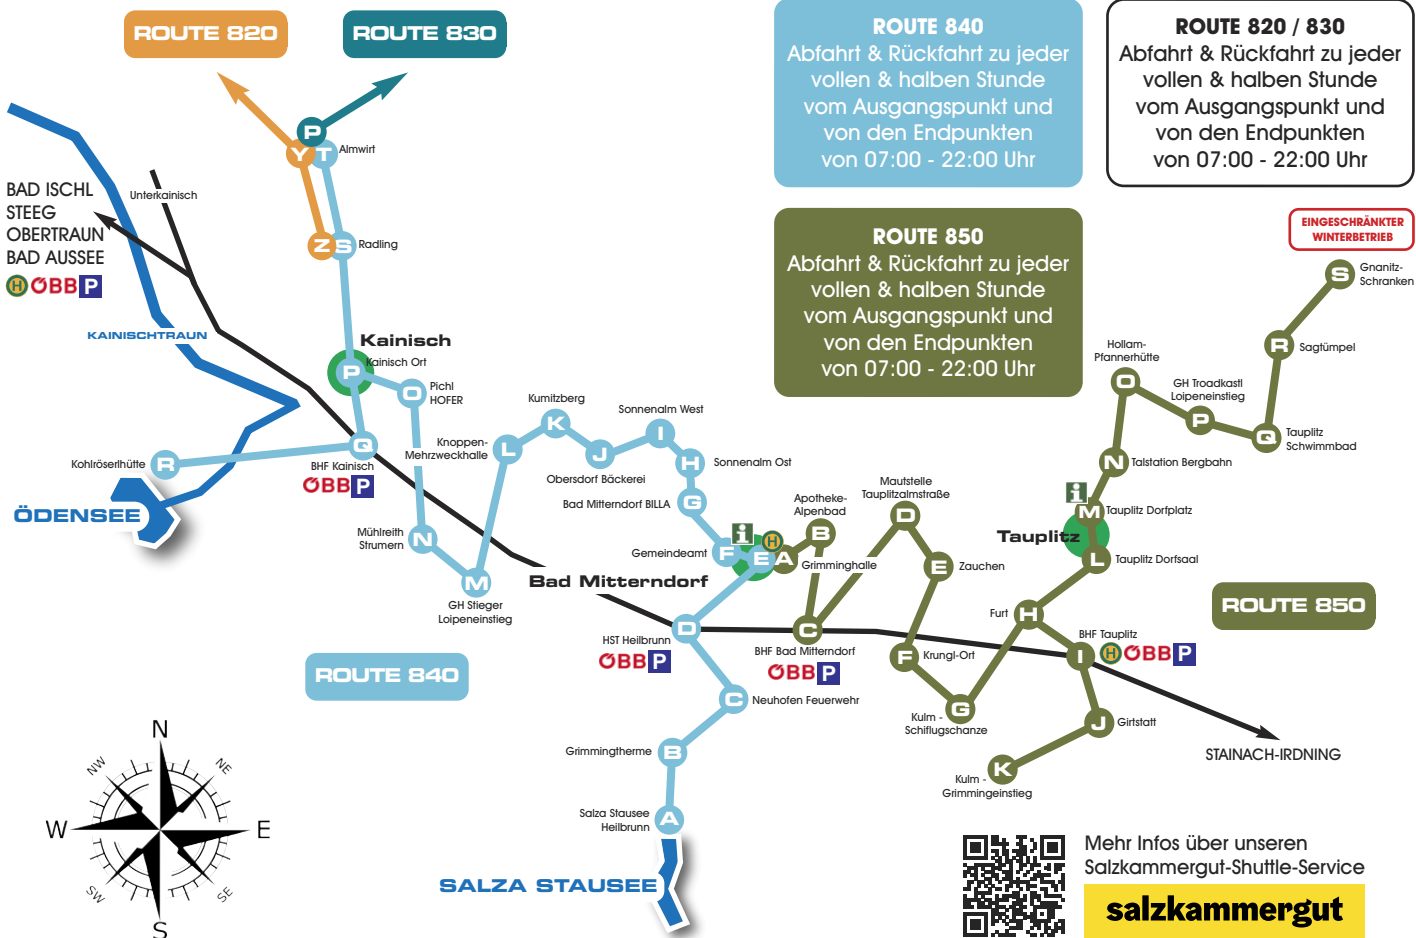 ROUTE 820
ROUTE 830
ROUTE 840
Abfahrt & Rückfahrt zu jeder
vollen & halben Stunde
vom Ausgangspunkt und
von den Endpunkten
von 07:00 - 22:00 Uhr
ROUTE 820 / 830
Abfahrt & Rückfahrt zu jeder
vollen & halben Stunde
vom Ausgangspunkt und
von den Endpunkten
von 07:00 - 22:00 Uhr
ROUTE 850
Abfahrt & Rückfahrt zu jeder
vollen & halben Stunde
vom Ausgangspunkt und
von den Endpunkten
von 07:00 - 22:00 Uhr
EINGESCHRÄNKTER
WINTERBETRIEB
P
Y
T
Almwirt
Z
S
Radling
Unterkainisch
BAD ISCHL
STEEG
OBERTRAUN
BAD AUSSEE
H ÖBB P
KAINISCHTRAUN
Kainisch
P
Kainisch Ort
O
Pichl
HOFER
Q
BHF Kainisch
ÖBB P
Kohlröserlhütte
R
ÖDENSEE
Mühlreith
Strumern
N
M
GH Stieger
Loipeneinstieg
Knoppen-
Mehrzweckhalle
L
Kumitzberg
K
J
Obersdorf Bäckerei
Sonnenalm West
I
H
Sonnenalm Ost
Bad Mitterndorf BILLA
G
Gemeindeamt
F
i
E
H
A
Grimminghalle
Bad Mitterndorf
Apotheke-
Alpenbad
B
C
BHF Bad Mitterndorf
ÖBB P
D
HST Heilbrunn
ÖBB P
C
Neuhofen Feuerwehr
Grimmingtherme
B
Salza Stausee
Heilbrunn
A
SALZA STAUSEE
ROUTE 840
Mautstelle
Tauplitzalmstraße
D
E
Zauchen
F
Krungl-Ort
G
Kulm -
Schiflugschanze
Furt
H
BHF Tauplitz
I
H ÖBB P
J
Girtstatt
K
Kulm -
Grimmingeinstieg
L
Tauplitz Dorfsaal
Tauplitz
i
M
Tauplitz Dorfplatz
N
Talstation Bergbahn
Hollam-
Pfannerhütte
O
GH Troadkastl
Loipeneinstieg
P
Q
Tauplitz
Schwimmbad
R
Sagtümpel
S
Gnanitz-
Schranken
ROUTE 850
STAINACH-IRDNING
N
NE
E
SE
S
SW
W
NW
Mehr Infos über unseren
Salzkammergut-Shuttle-Service
salzkammergut